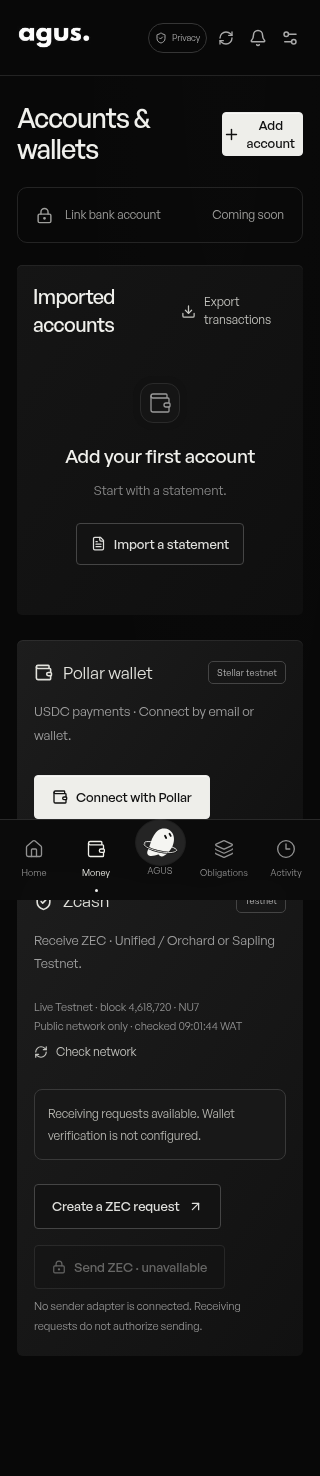 agus.
Privacy
Accounts &
wallets
Add
account
Link bank account
Coming soon
Imported
accounts
Export
transactions
Add your first account
Start with a statement.
Import a statement
Pollar wallet
Stellar testnet
USDC payments · Connect by email or
wallet.
Connect with Pollar
Home
Money
AGUS
Obligations
Activity
Zcash
Testnet
Receive ZEC · Unified / Orchard or Sapling
Testnet.
Live Testnet · block 4,618,720 · NU7
Public network only · checked 09:01:44 WAT
Check network
Receiving requests available. Wallet
verification is not configured.
Create a ZEC request
Send ZEC · unavailable
No sender adapter is connected. Receiving
requests do not authorize sending.